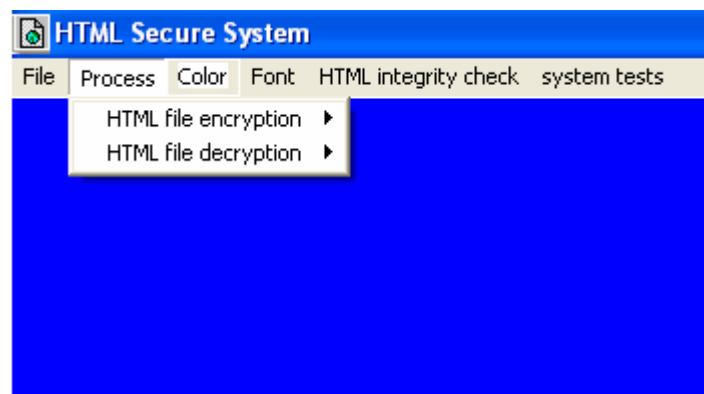 HTML Secure System
File Process Color Font HTML integrity check system tests
HTML file encryption
HTML file decryption